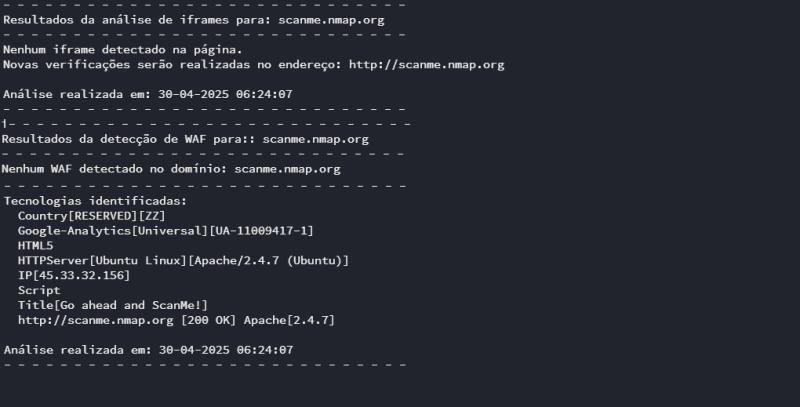 - - - - - - - - - - - - - - - - - - - - - - - - - - - - -
Resultados da análise de iframes para: scanme.nmap.org
- - - - - - - - - - - - - - - - - - - - - - - - - - - - -
Nenhum iframe detectado na página.
Novas verificações serão realizadas no endereço: http://scanme.nmap.org
Análise realizada em: 30-04-2025 06:24:07
- - - - - - - - - - - - - - - - - - - - - - - - - - - - -
1- - - - - - - - - - - - - - - - - - - - - - - - - - - - -
Resultados da detecção de WAF para:: scanme.nmap.org
- - - - - - - - - - - - - - - - - - - - - - - - - - - - -
Nenhum WAF detectado no domínio: scanme.nmap.org
- - - - - - - - - - - - - - - - - - - - - - - - - - - - -
Tecnologias identificadas:
Country[RESERVED][ZZ]
Google-Analytics[Universal][UA-11009417-1]
HTML5
HTTPServer[Ubuntu Linux][Apache/2.4.7 (Ubuntu)]
IP[45.33.32.156]
Script
Title[Go ahead and ScanMe!]
http://scanme.nmap.org [200 OK] Apache[2.4.7]
Análise realizada em: 30-04-2025 06:24:07
- - - - - - - - - - - - - - - - - - - - - - - - - - - - -